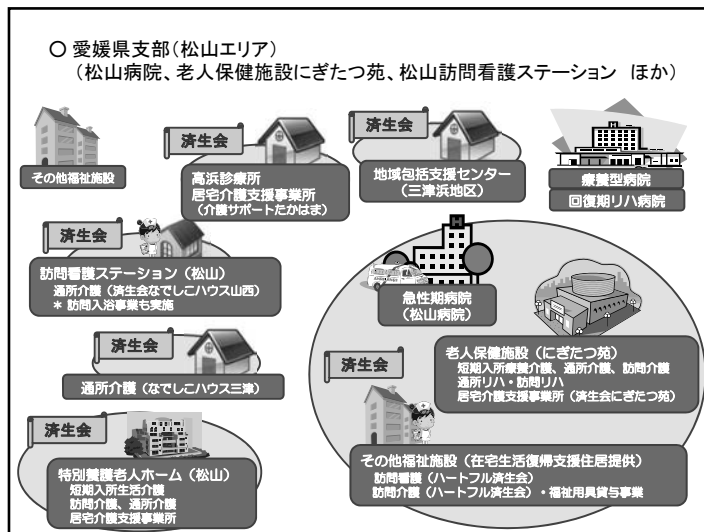 ○ 愛媛県支部(松山エリア)
(松山病院、老人保健施設にぎたつ苑、松山訪問看護ステーション ほか)
その他福祉施設
済生会
高浜診療所
居宅介護支援事業所
(介護サポートたかはま)
済生会
地域包括支援センター
(三津浜地区)
療養型病院
回復期リハ病院
済生会
訪問看護ステーション(松山)
通所介護(済生会なでしこハウス山西)
* 訪問入浴事業も実施
済生会
通所介護(なでしこハウス三津)
済生会
特別養護老人ホーム(松山)
短期入所生活介護
訪問介護、通所介護
居宅介護支援事業所
H
急性期病院
(松山病院)
老人保健施設(にぎたつ苑)
短期入所療養介護、通所介護、訪問介護
通所リハ・訪問リハ
居宅介護支援事業所(済生会にぎたつ苑)
済生会
その他福祉施設(在宅生活復帰支援住居提供)
訪問看護(ハートフル済生会)
訪問介護(ハートフル済生会)・福祉用具貸与事業